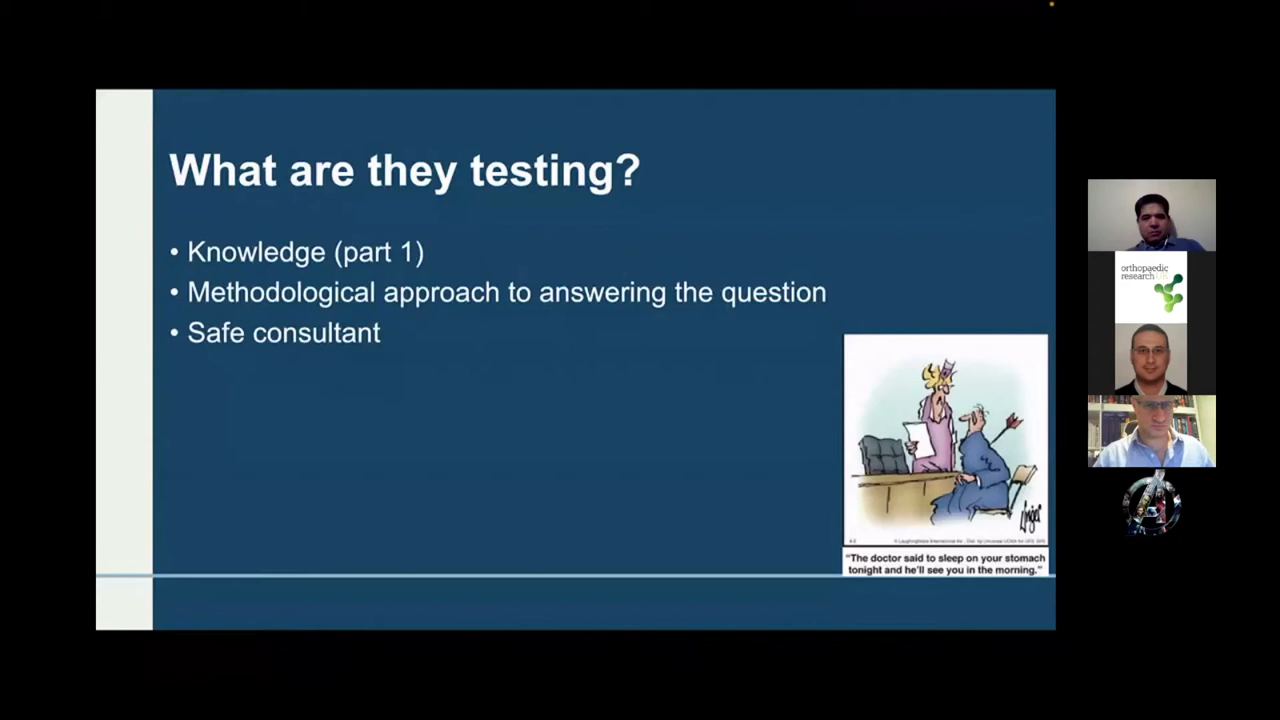 What are they testing?
• Knowledge (part 1)
• Methodological approach to answering the question
• Safe consultant
"The doctor said to sleep on your stomach
tonight and he'll see you in the morning."
orthopaedic
research UK